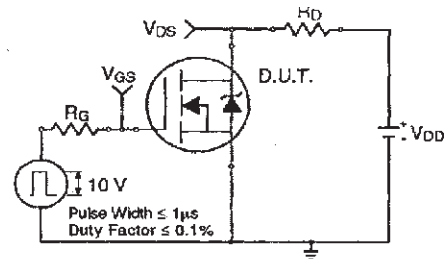 VDS
RD
VGS
D.U.T.
RG
VDD
+
-
10 V
Pulse Width ≤ 1µs
Duty Factor ≤ 0.1%